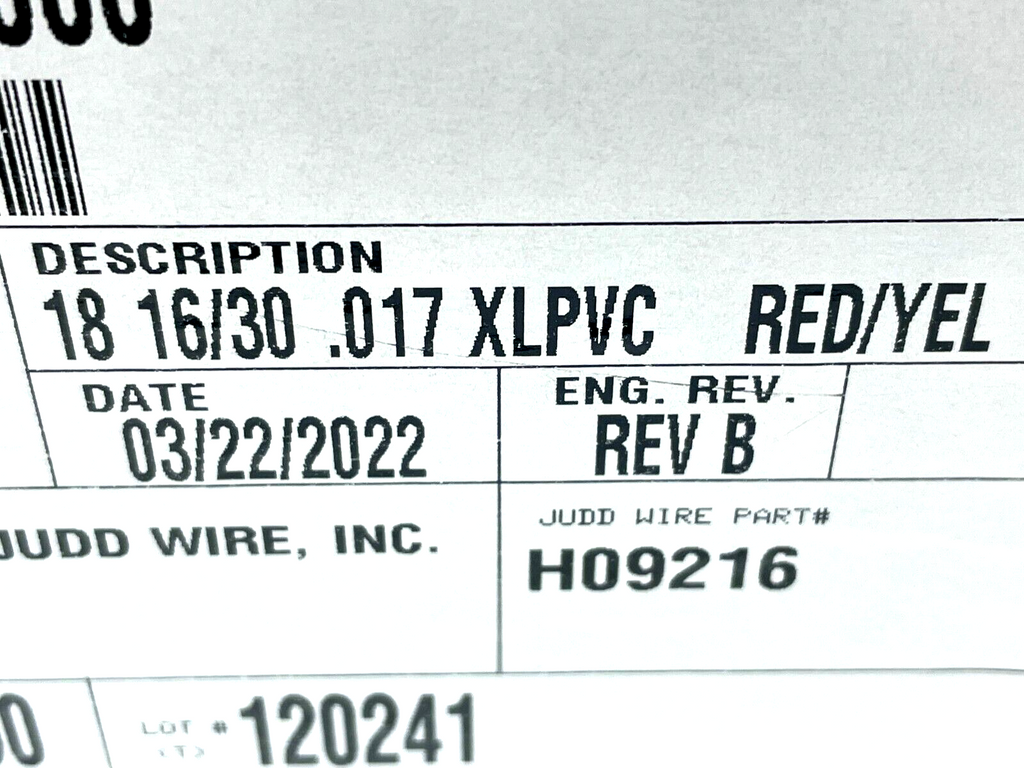 DESCRIPTION
18 16/30 .017 XLPVC RED/YEL
DATE
ENG. REV.
03/22/2022
REV B
JUDD WIRE, INC.
JUDD WIRE PART#
H09216
LOT # 120241
(T)